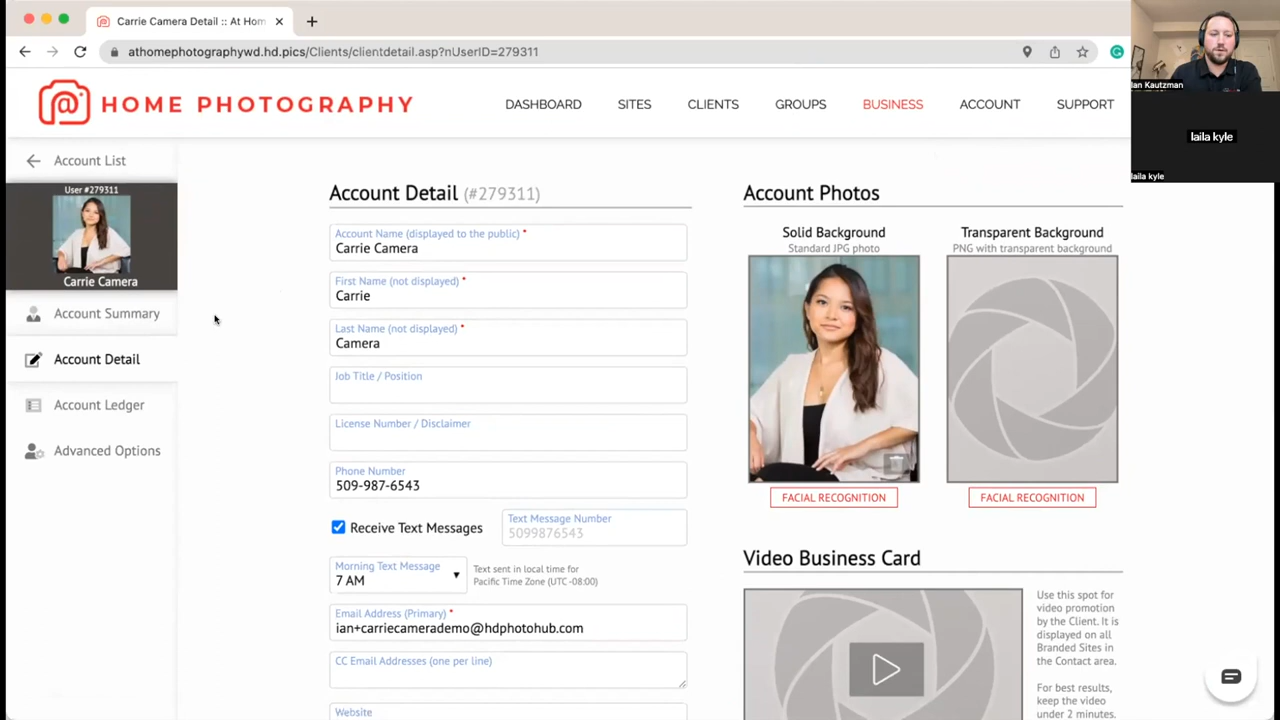 Carrie Camera Detail :: At Hom
athomephotographywd.hd.pics/Clients/clientdetail.asp?nUserID=279311
@ HOME PHOTOGRAPHY
DASHBOARD
SITES
CLIENTS
GROUPS
BUSINESS
ACCOUNT
SUPPORT
Ian Kautzman
laila kyle
laila kyle
Account List
User #279311
Carrie Camera
Account Summary
Account Detail
Account Ledger
Advanced Options
Account Detail (#279311)
Account Name (displayed to the public) *
Carrie Camera
First Name (not displayed) *
Carrie
Last Name (not displayed) *
Camera
Job Title / Position
License Number / Disclaimer
Phone Number
509-987-6543
Receive Text Messages
Text Message Number
5099876543
Morning Text Message
7 AM
Text sent in local time for
Pacific Time Zone (UTC -08:00)
Email Address (Primary) *
ian+carriecamerademo@hdphotohub.com
CC Email Addresses (one per line)
Website
Account Photos
Solid Background
Standard JPG photo
FACIAL RECOGNITION
Transparent Background
PNG with transparent background
FACIAL RECOGNITION
Video Business Card
Use this spot for
video promotion
by the Client. It is
displayed on all
Branded Sites in
the Contact area.
For best results,
keep the video
under 2 minutes.